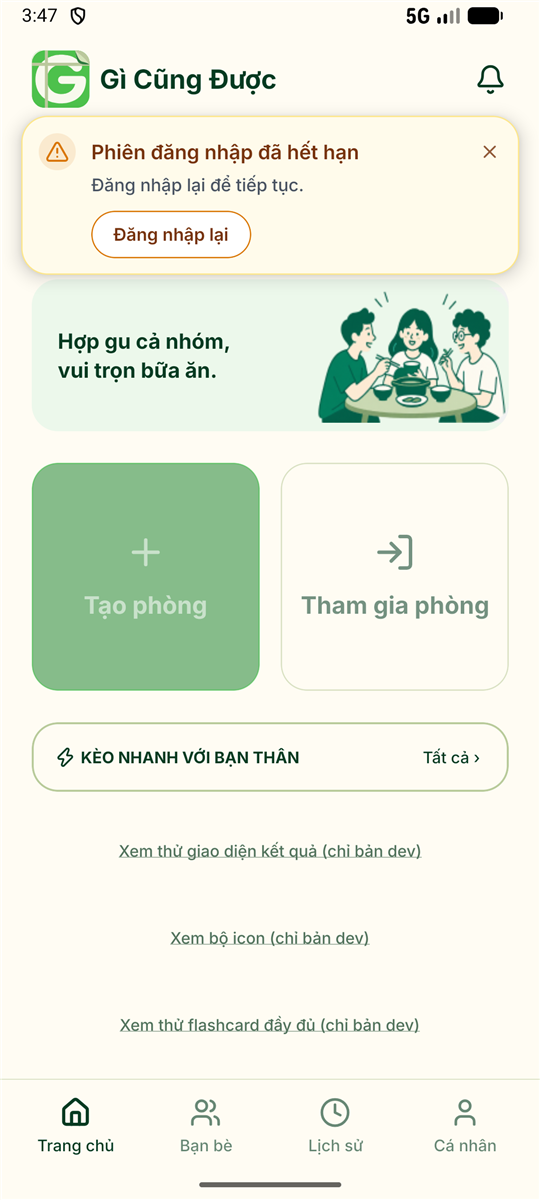 3:47
5G
Gì Cũng Được
Phiên đăng nhập đã hết hạn
Đăng nhập lại để tiếp tục.
Đăng nhập lại
Hợp gu cả nhóm,
vui trọn bữa ăn.
Tạo phòng
Tham gia phòng
KÈO NHANH VỚI BẠN THÂN
Tất cả ›
Xem thử giao diện kết quả (chỉ bản dev)
Xem bộ icon (chỉ bản dev)
Xem thử flashcard đầy đủ (chỉ bản dev)
Trang chủ
Bạn bè
Lịch sử
Cá nhân